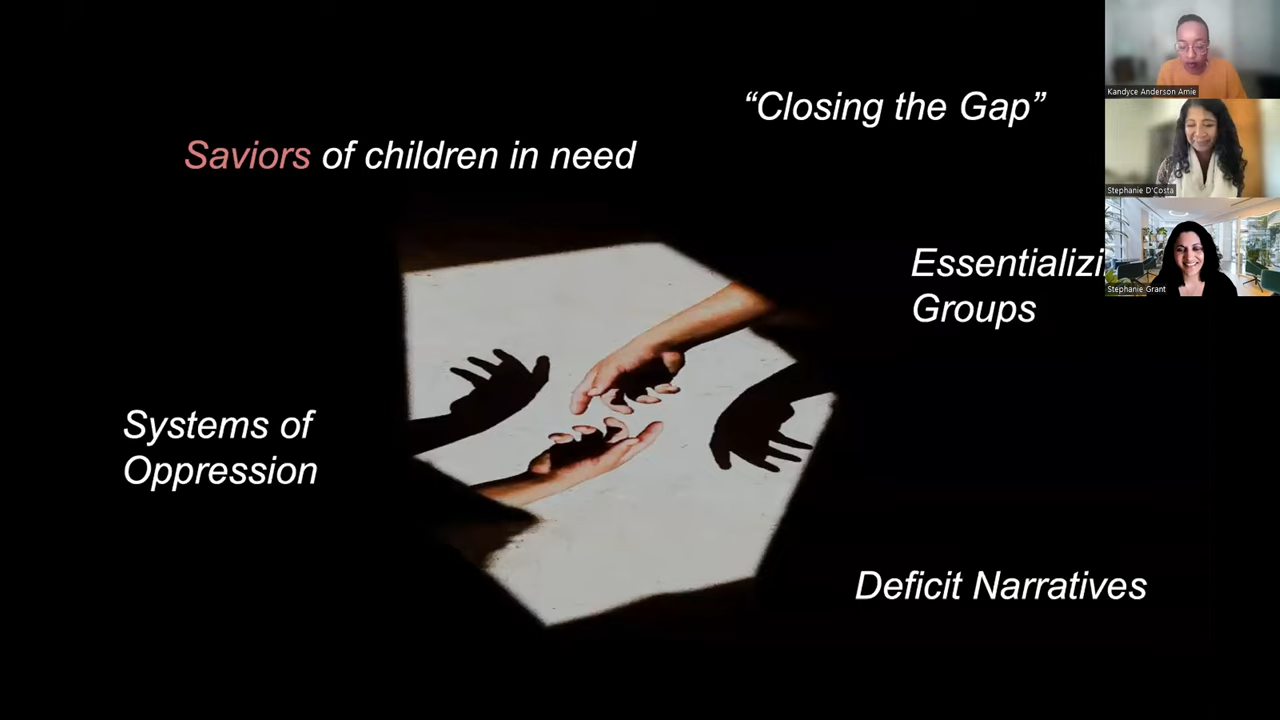 “Closing the Gap”
Saviors of children in need
Essentializi
Groups
Systems of
Oppression
Deficit Narratives
Kandyce Anderson Amie
Stephanie D'Costa
Stephanie Grant